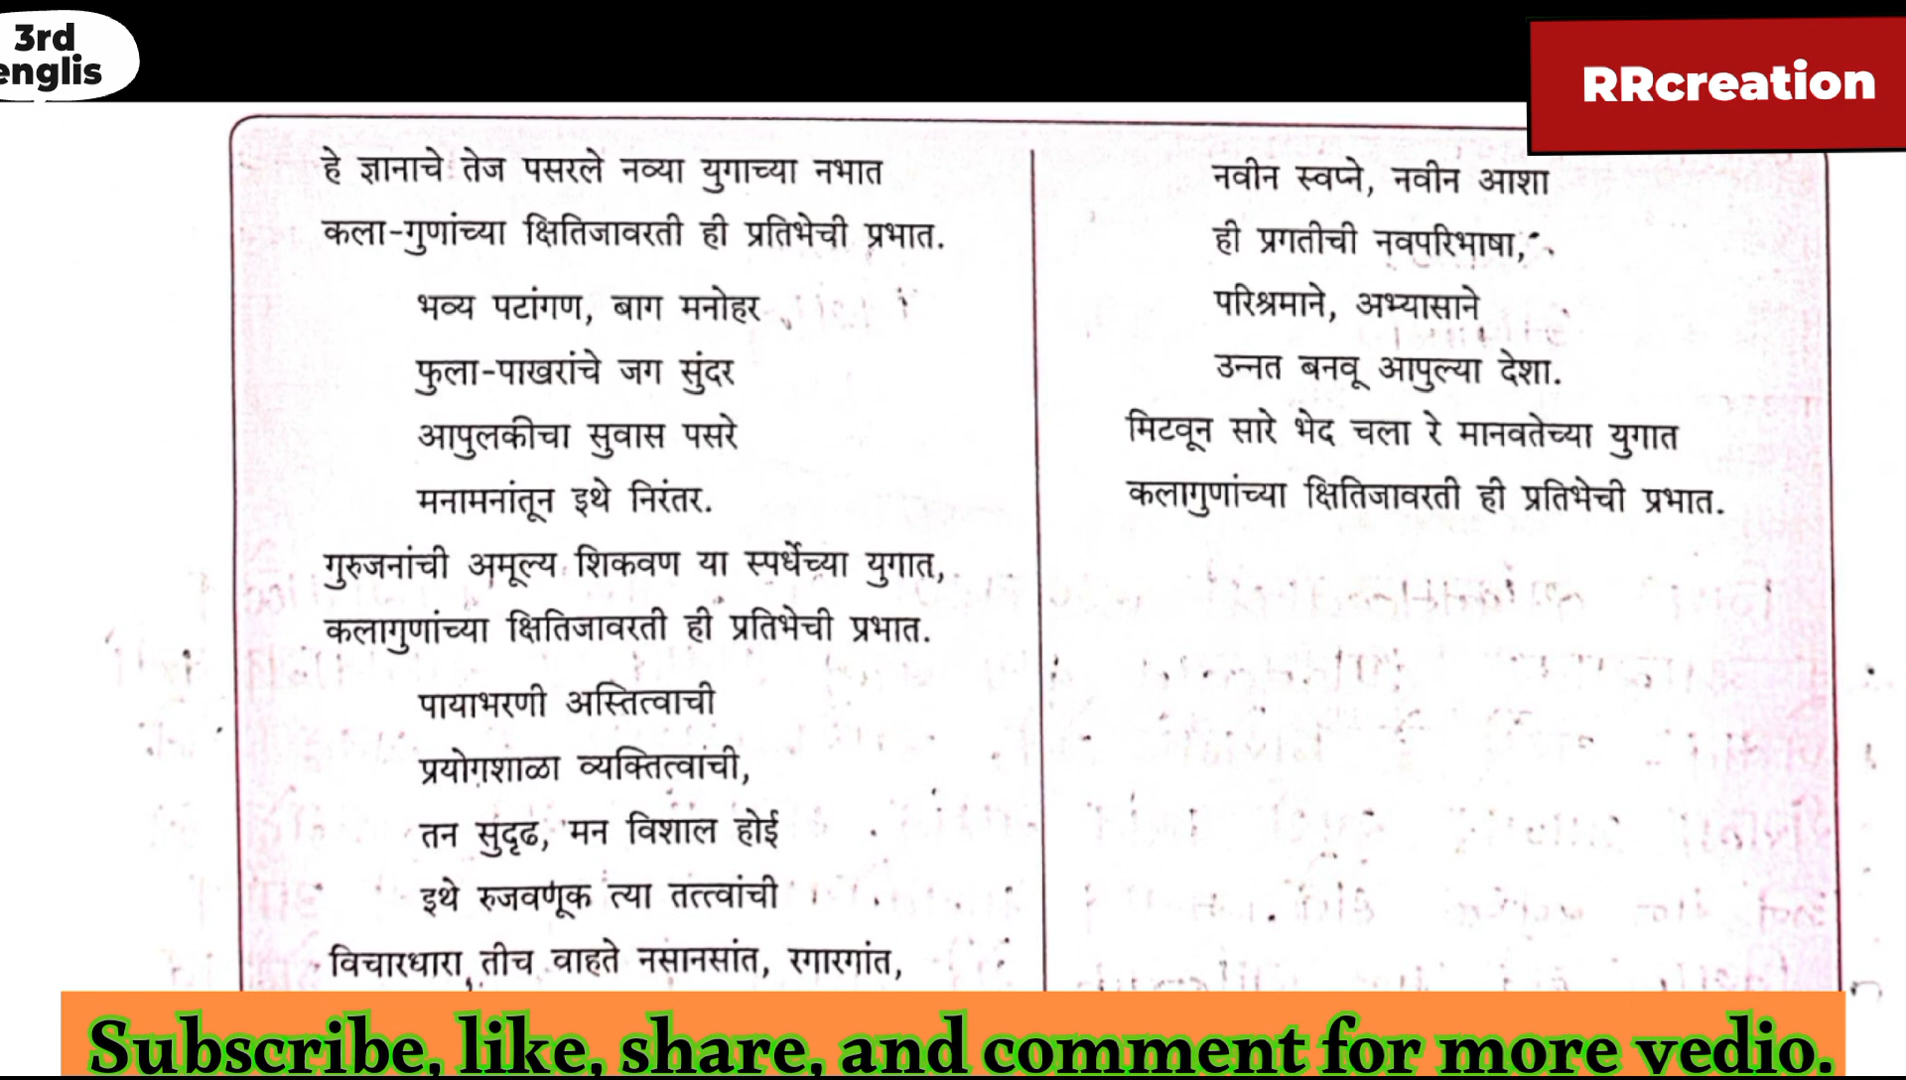 3rd
englis
RRcreation
हे ज्ञानाचे तेज पसरले नव्या युगाच्या नभात
कला-गुणांच्या क्षितिजावरती ही प्रतिभेची प्रभात.
भव्य पटांगण, बाग मनोहर
फुला-पाखरांचे जग सुंदर
आपुलकीचा सुवास पसरे
मनामनांतून इथे निरंतर.
गुरुजनांची अमूल्य शिकवण या स्पर्धेच्या युगात,
कलागुणांच्या क्षितिजावरती ही प्रतिभेची प्रभात.
पायाभरणी अस्तित्वाची
प्रयोगशाळा व्यक्तित्वांची,
तन सुदृढ, मन विशाल होई
इथे रुजवणूक त्या तत्त्वांची
विचारधारा तीच वाहते नसानसांत, रगारगांत,
नवीन स्वप्ने, नवीन आशा
ही प्रगतीची नवपरिभाषा,
परिश्रमाने, अभ्यासाने
उन्नत बनवू आपुल्या देशा.
मिटवून सारे भेद चला रे मानवतेच्या युगात
कलागुणांच्या क्षितिजावरती ही प्रतिभेची प्रभात.
Subscribe, like, share, and comment for more vedio.